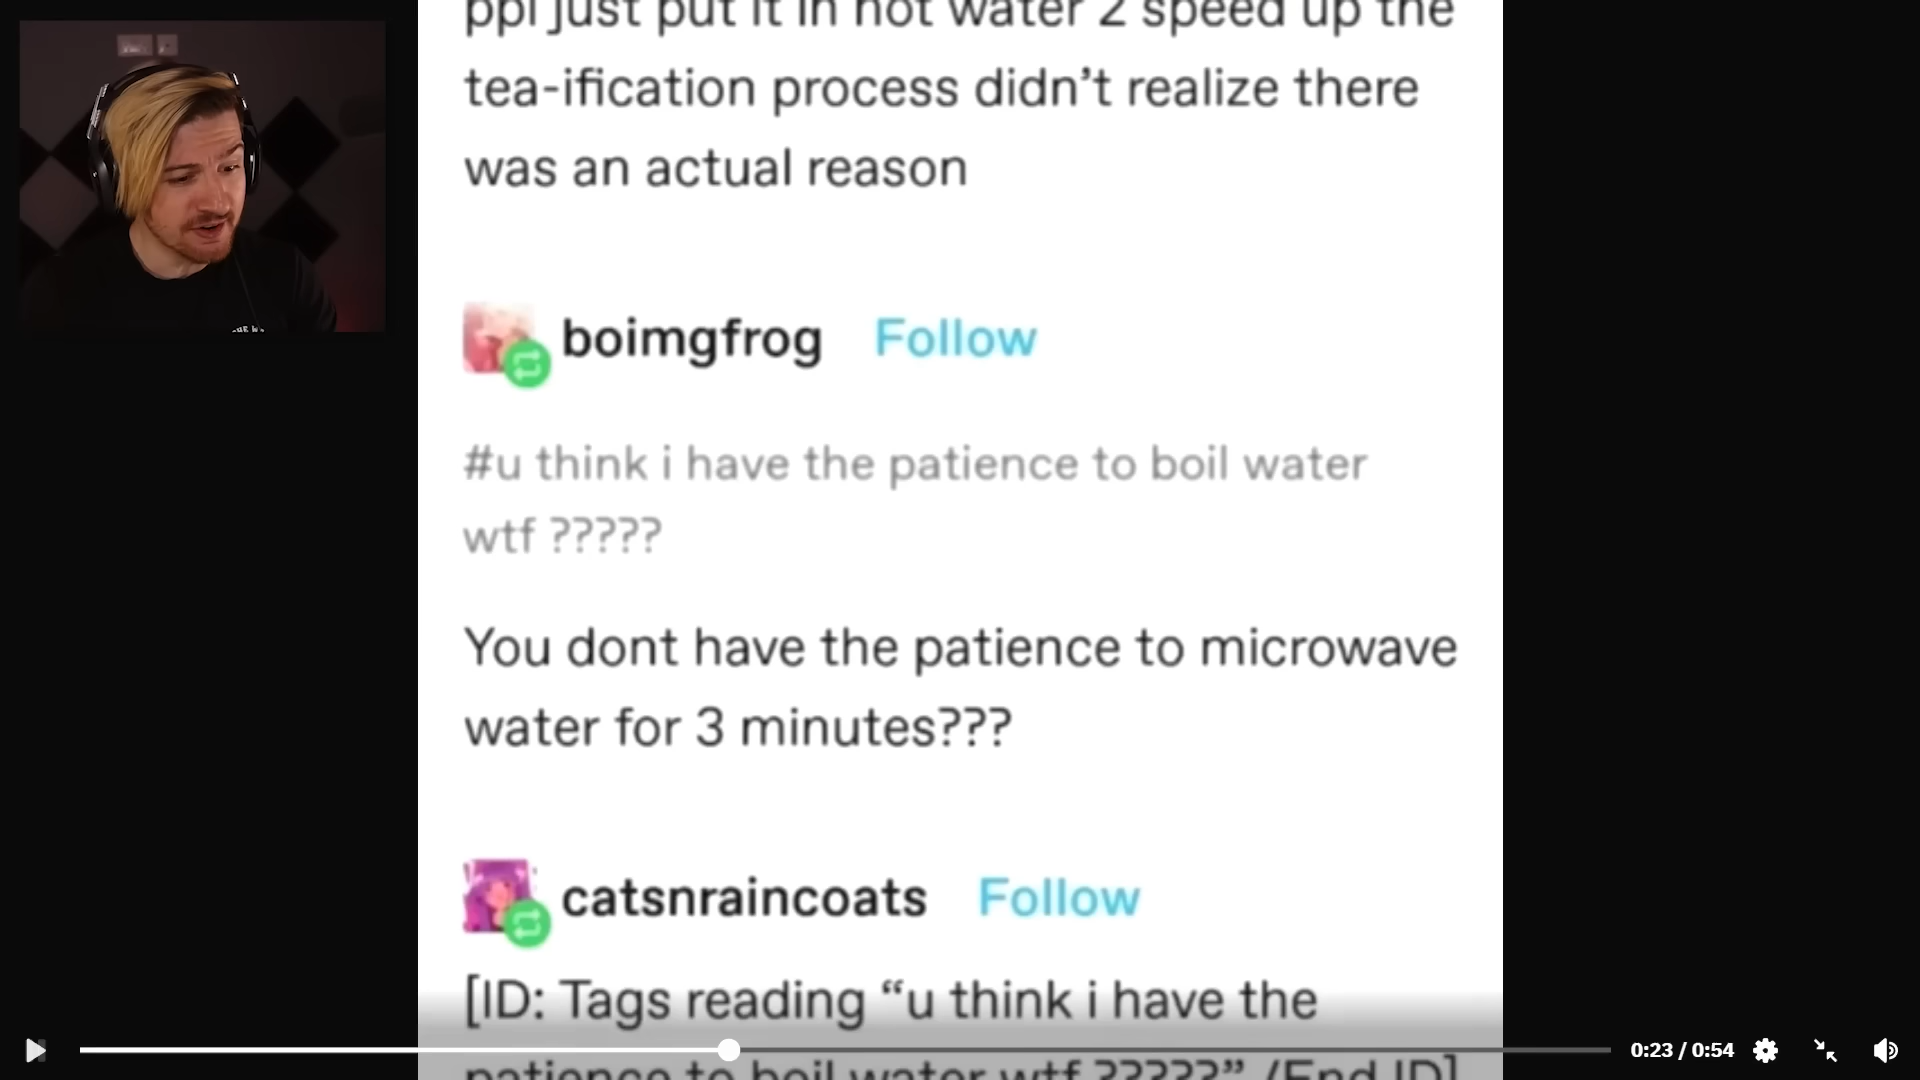 ppl just put it in hot water 2 speed up the
tea-ification process didn’t realize there
was an actual reason
boimgfrog Follow
#u think i have the patience to boil water
wtf ?????
You dont have the patience to microwave
water for 3 minutes???
catsnraincoats Follow
[ID: Tags reading “u think i have the
patience to boil water wtf ?????” /End ID]
0:23 / 0:54